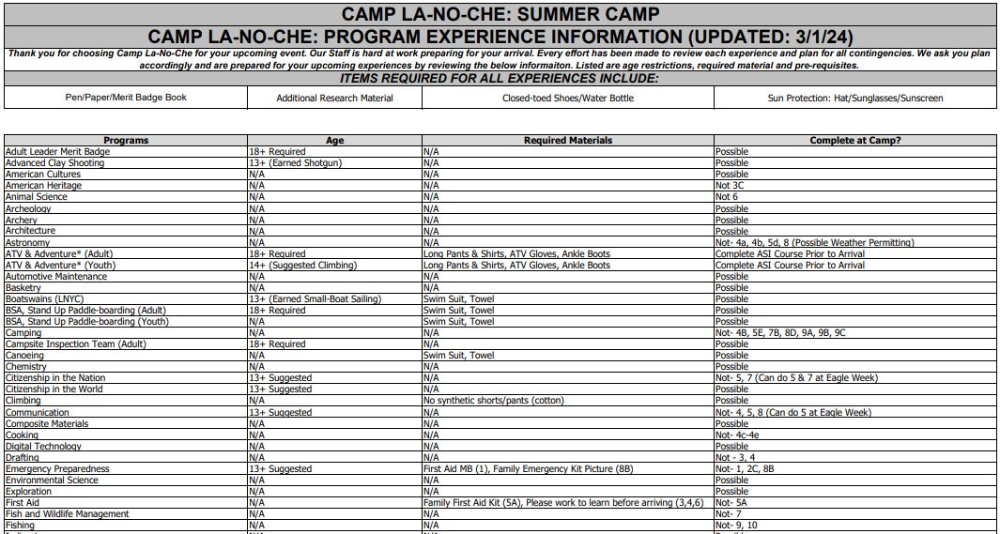 CAMP LA-NO-CHE: SUMMER CAMP
CAMP LA-NO-CHE: PROGRAM EXPERIENCE INFORMATION (UPDATED: 3/1/24)
Thank you for choosing Camp La-No-Che for your upcoming event. Our Staff is hard at work preparing for your arrival. Every effort has been made to review each experience and plan for all contingencies. We ask you plan
accordingly and are prepared for your upcoming experiences by reviewing the below informaiton. Listed are age restrictions, required material and pre-requisites.
ITEMS REQUIRED FOR ALL EXPERIENCES INCLUDE:
Pen/Paper/Merit Badge Book Additional Research Material Closed-toed Shoes/Water Bottle Sun Protection: Hat/Sunglasses/Sunscreen
Programs Age Required Materials Complete at Camp?
Adult Leader Merit Badge 18+ Required N/A Possible
Advanced Clay Shooting 13+ (Earned Shotgun) N/A Possible
American Cultures N/A N/A Possible
American Heritage N/A N/A Not 3C
Animal Science N/A N/A Not 6
Archeology N/A N/A Possible
Archery N/A N/A Possible
Architecture N/A N/A Possible
Astronomy N/A N/A Not- 4a, 4b, 5d, 8 (Possible Weather Permitting)
ATV & Adventure* (Adult) 18+ Required Long Pants & Shirts, ATV Gloves, Ankle Boots Complete ASI Course Prior to Arrival
ATV & Adventure* (Youth) 14+ (Suggested Climbing) Long Pants & Shirts, ATV Gloves, Ankle Boots Complete ASI Course Prior to Arrival
Automotive Maintenance N/A N/A Possible
Basketry N/A N/A Possible
Boatswains (LNYC) 13+ (Earned Small-Boat Sailing) Swim Suit, Towel Possible
BSA, Stand Up Paddle-boarding (Adult) 18+ Required Swim Suit, Towel Possible
BSA, Stand Up Paddle-boarding (Youth) N/A Swim Suit, Towel Possible
Camping N/A N/A Not- 4B, 5E, 7B, 8D, 9A, 9B, 9C
Campsite Inspection Team (Adult) 18+ Required N/A Possible
Canoeing N/A Swim Suit, Towel Possible
Chemistry N/A N/A Possible
Citizenship in the Nation 13+ Suggested N/A Not- 5, 7 (Can do 5 & 7 at Eagle Week)
Citizenship in the World 13+ Suggested N/A Possible
Climbing N/A No synthetic shorts/pants (cotton) Possible
Communication 13+ Suggested N/A Not- 4, 5, 8 (Can do 5 at Eagle Week)
Composite Materials N/A N/A Possible
Cooking N/A N/A Not- 4c-4e
Digital Technology N/A N/A Possible
Drafting N/A N/A Not - 3, 4
Emergency Preparedness 13+ Suggested First Aid MB (1), Family Emergency Kit Picture (8B) Not- 1, 2C, 8B
Environmental Science N/A N/A Possible
Exploration N/A N/A Possible
First Aid N/A Family First Aid Kit (5A), Please work to learn before arriving (3,4,6) Not- 5A
Fish and Wildlife Management N/A N/A Not- 7
Fishing N/A N/A Not- 9, 10